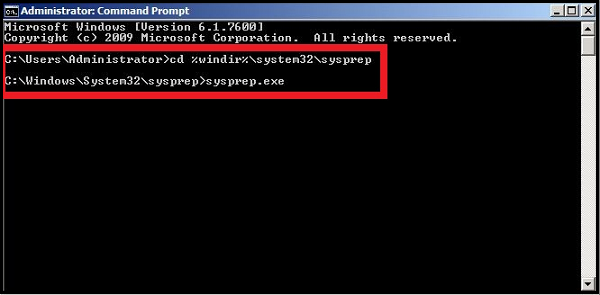 Administrator: Command Prompt
Microsoft Windows [Version 6.1.7600]
Copyright (c) 2009 Microsoft Corporation.  All rights reserved.
C:\Users\Administrator>cd %windir%\system32\sysprep
C:\Windows\System32\sysprep>sysprep.exe